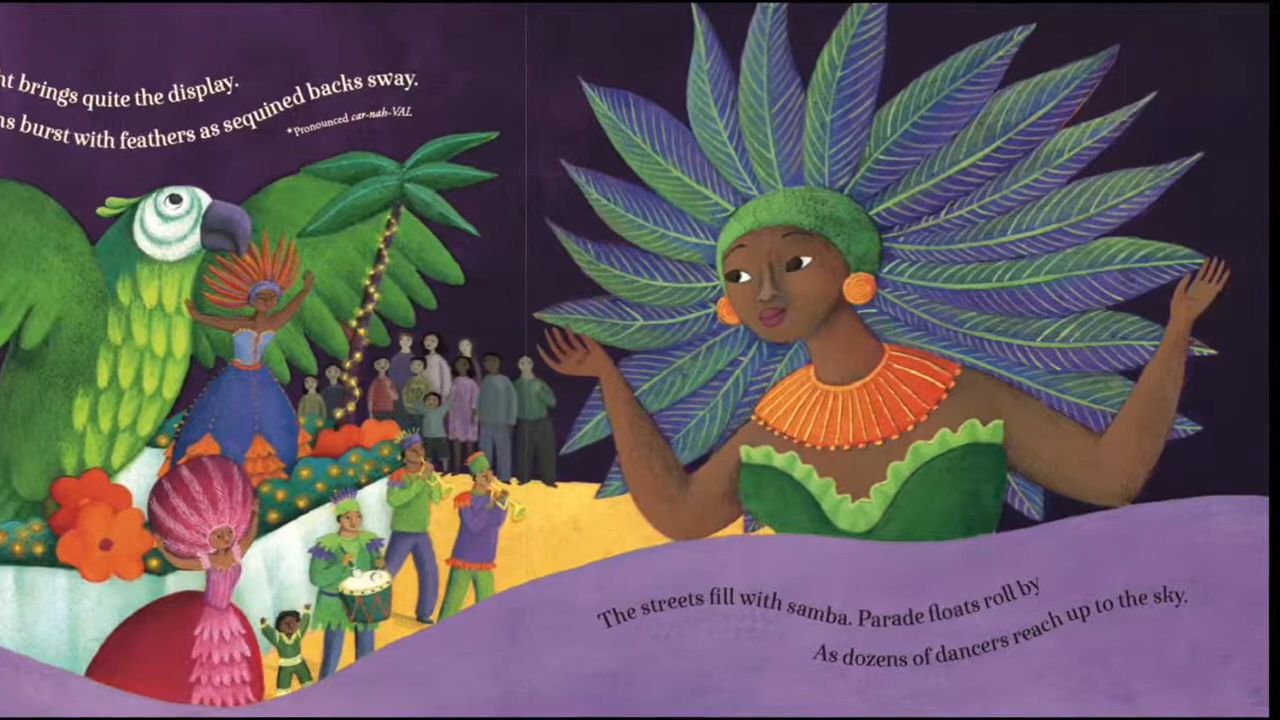 brings quite the display.
burst with feathers as sequined backs sway.
*Pronounced car-nah-VAL
The streets fill with samba. Parade floats roll by
As dozens of dancers reach up to the sky.